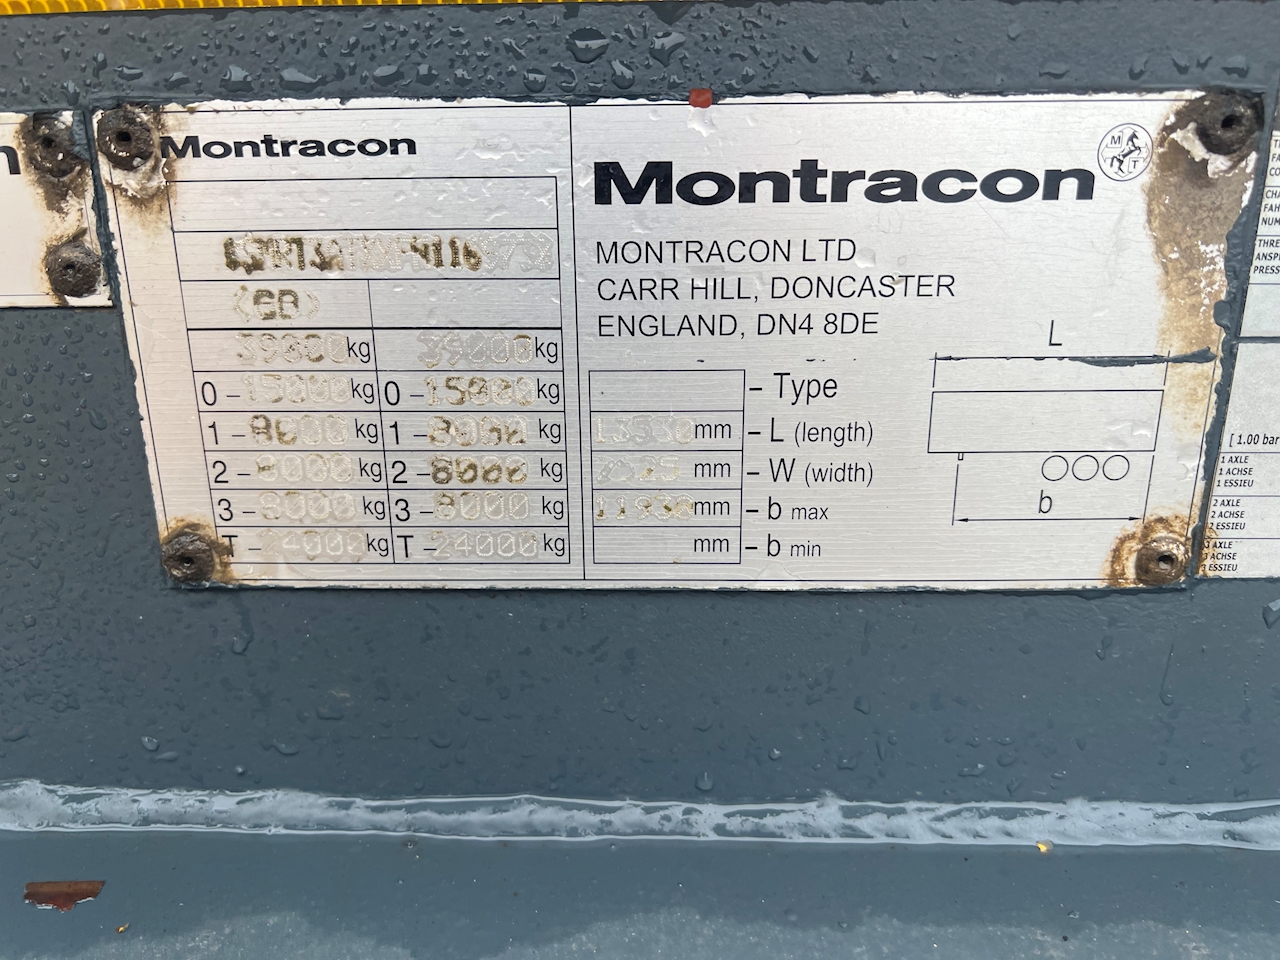 Montracon
Montracon
MONTRACON LTD
CARR HILL, DONCASTER
ENGLAND, DN4 8DE
(GB)
39000kg 39000kg
0-15000kg 0-15000kg
1-8000kg 1-8000kg
2-8000kg 2-8000kg
3-8000kg 3-8000kg
T-24000kg T-24000kg
- Type
mm - L (length)
mm - W (width)
mm - b max
mm - b min
L
b
M T
n
[ 1.00 bar
1 AXLE
1 ACHSE
1 ESSIEU
2 AXLE
2 ACHSE
2 ESSIEU
3 AXLE
3 ACHSE
3 ESSIEU